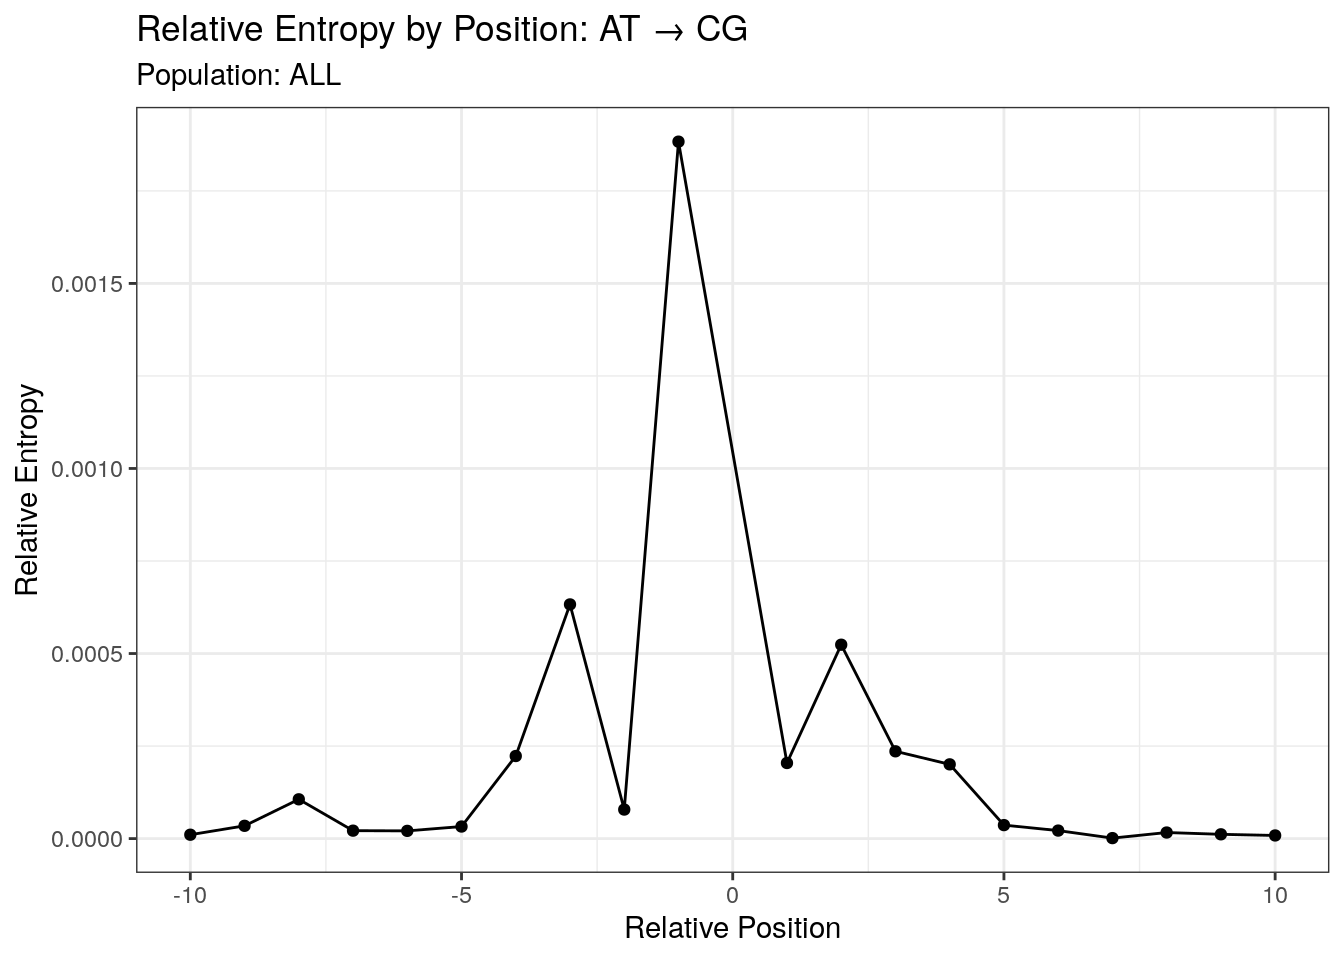 Relative Entropy by Position: AT → CG
Population: ALL
0.0015
0.0010
0.0005
0.0000
Relative Entropy
-10 -5 0 5 10
Relative Position